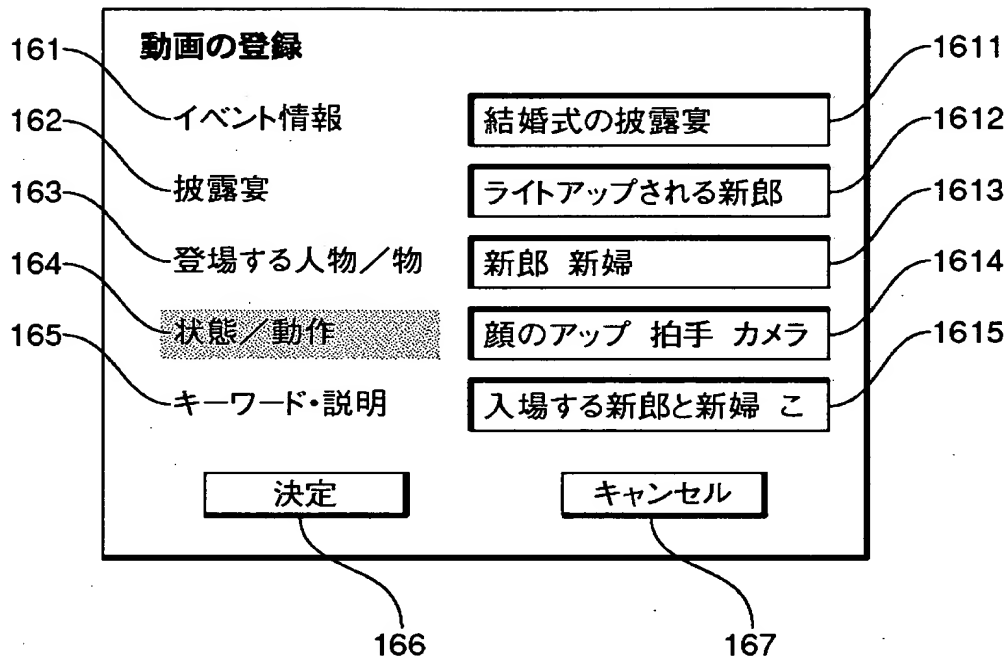 動画の登録
161 イベント情報 結婚式の披露宴 1611
162 披露宴 ライトアップされる新郎 1612
163 登場する人物／物 新郎 新婦 1613
164 状態／動作 顔のアップ 拍手 カメラ 1614
165 キーワード・説明 入場する新郎と新婦 こ 1615
決定 キャンセル
166 167